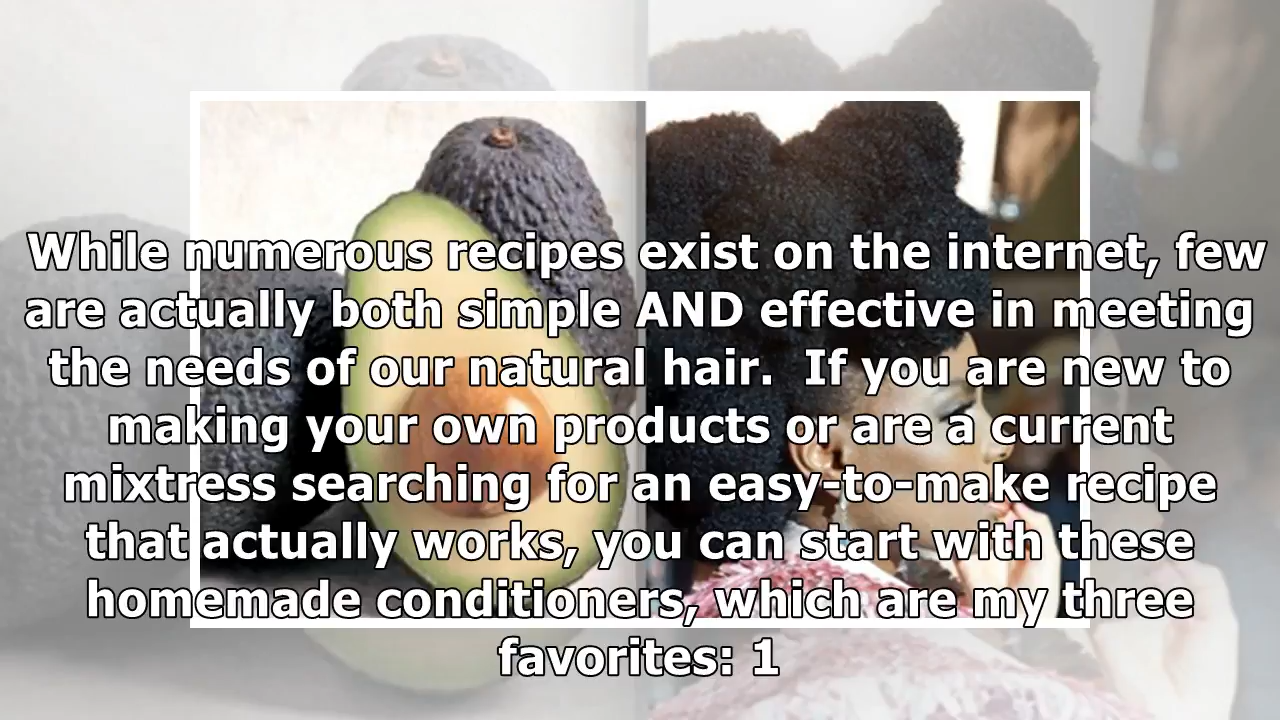 While numerous recipes exist on the internet, few
are actually both simple AND effective in meeting
the needs of our natural hair.  If you are new to
making your own products or are a current
mixtress searching for an easy-to-make recipe
that actually works, you can start with these
homemade conditioners, which are my three
favorites: 1